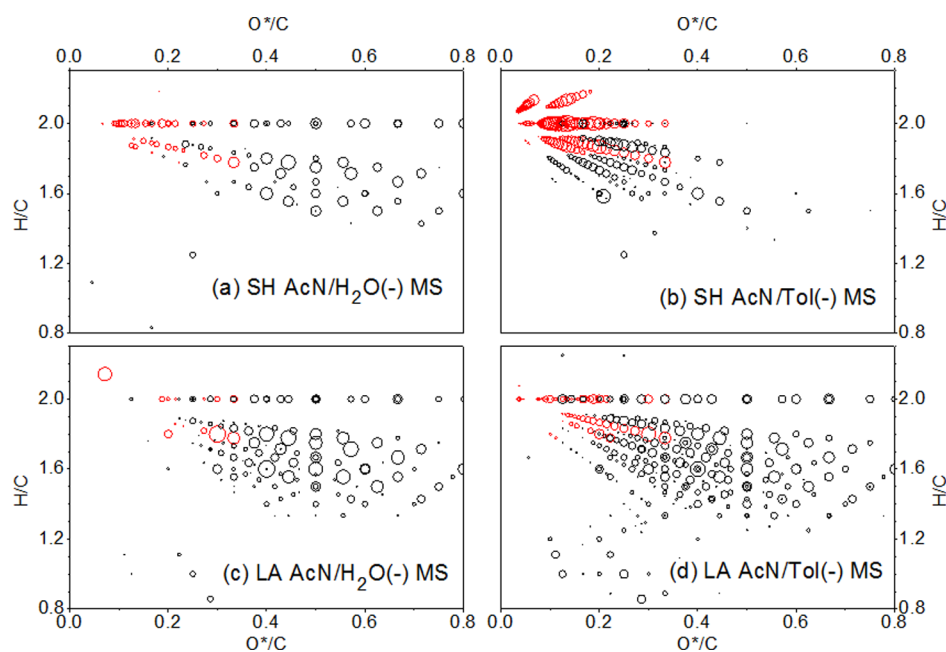 O*/C O*/C
0.0 0.2 0.4 0.6 0.8 0.0 0.2 0.4 0.6 0.8
2.0 2.0
H/C 1.6 1.6 H/C
1.2 1.2
(a) SH AcN/H₂O(-) MS (b) SH AcN/Tol(-) MS
0.8 0.8
2.0 2.0
H/C 1.6 1.6 H/C
1.2 1.2
(c) LA AcN/H₂O(-) MS (d) LA AcN/Tol(-) MS
0.8 0.8
0.0 0.2 0.4 0.6 0.8 0.0 0.2 0.4 0.6 0.8
O*/C O*/C